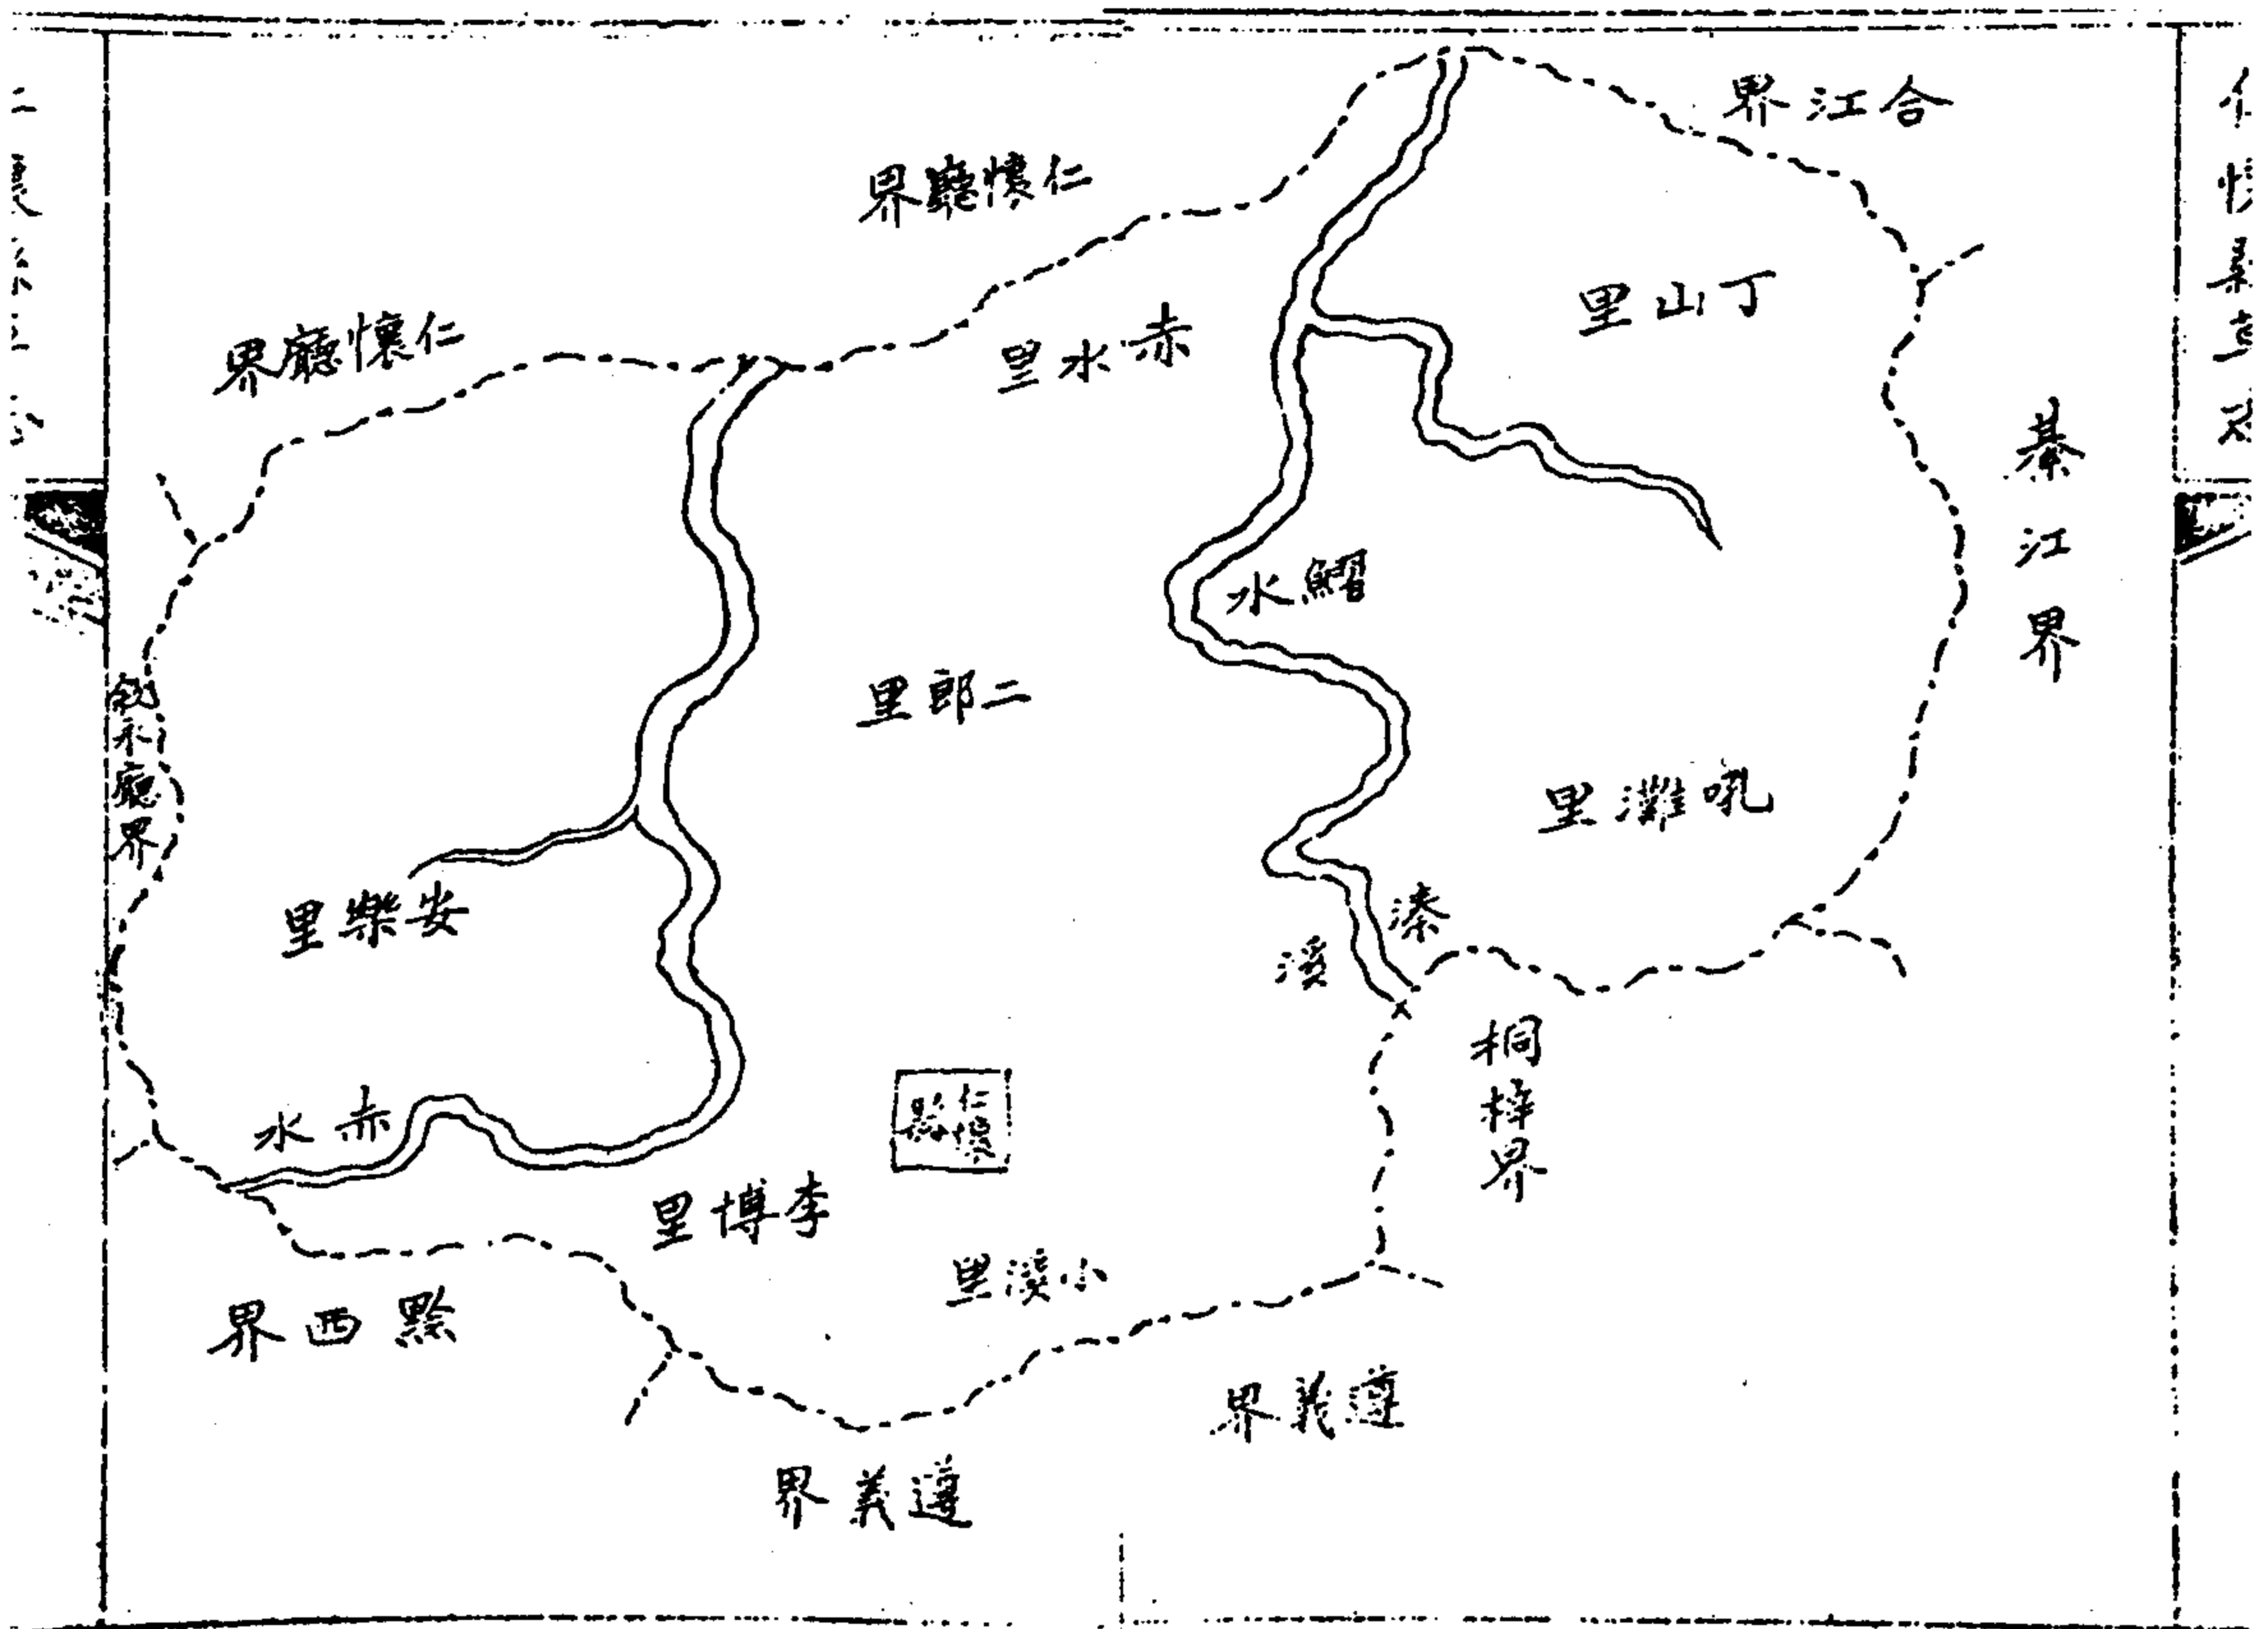 合江界
仁懷廳界
仁懷廳界
丁山里
赤水里
綦江界
鰼水
二郎里
吼灘里
永廳界
安樂里
溱溪
赤水
仁懷縣
桐梓界
李博里
小溪里
黔西界
遵義界
遵義界